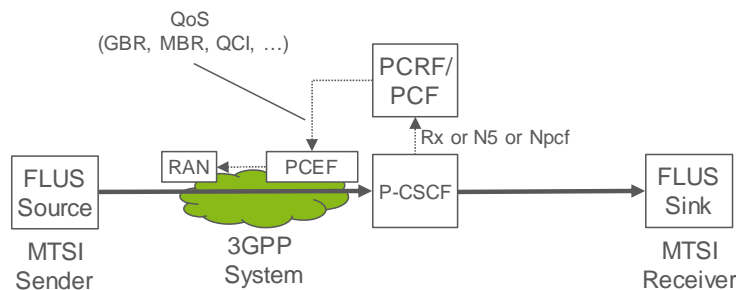 QoS
(GBR, MBR, QCI, …)
PCRF/
PCF
Rx or N5 or Npcf
RAN
PCEF
FLUS
Source
P-CSCF
FLUS
Sink
MTSI
Sender
3GPP
System
MTSI
Receiver